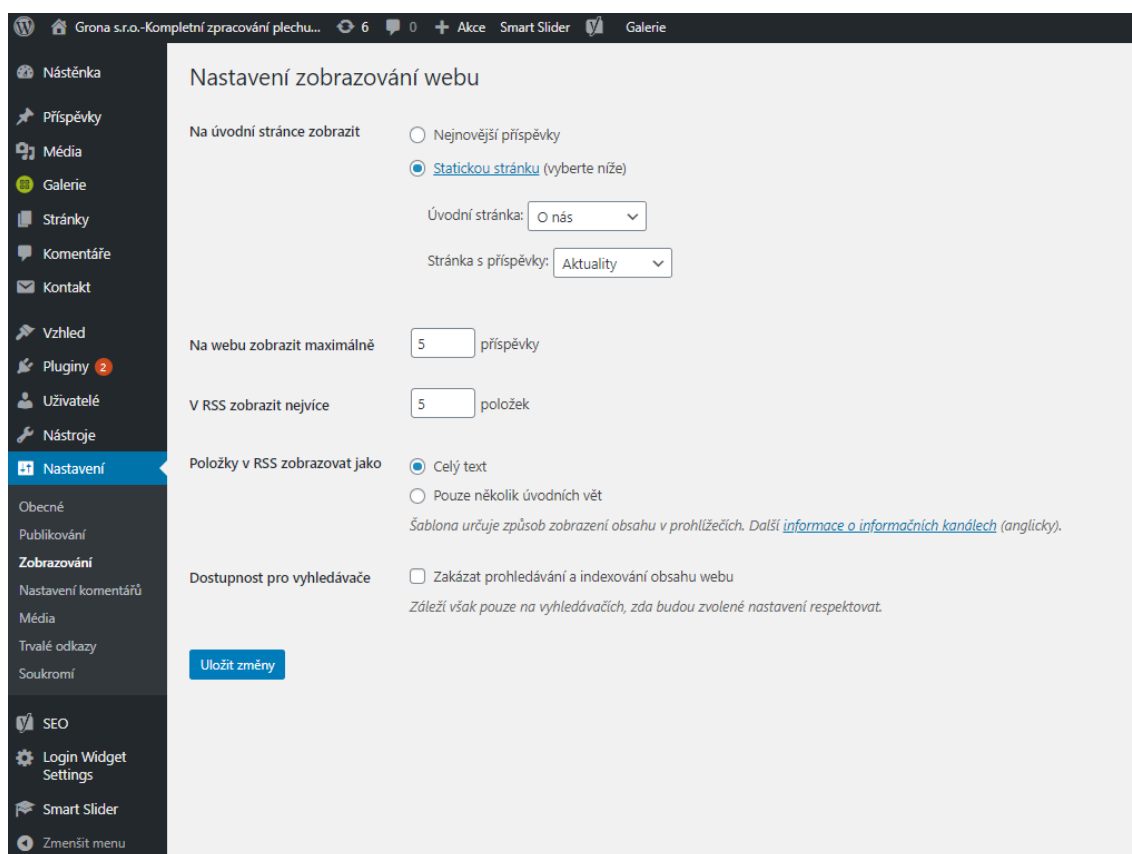 Grona s.r.o.-Kompletní zpracování plechu... 6 0 Akce Smart Slider Galerie
Nástěnka
Příspěvky
Média
Galerie
Stránky
Komentáře
Kontakt
Vzhled
Pluginy 2
Uživatelé
Nástroje
Nastavení
Obecné
Publikování
Zobrazování
Nastavení komentářů
Média
Trvalé odkazy
Soukromí
SEO
Login Widget
Settings
Smart Slider
Zmenšit menu
Nastavení zobrazování webu
Na úvodní stránce zobrazit
Nejnovější příspěvky
Statickou stránku (vyberte níže)
Úvodní stránka: O nás
Stránka s příspěvky: Aktuality
Na webu zobrazit maximálně 5 příspěvky
V RSS zobrazit nejvíce 5 položek
Položky v RSS zobrazovat jako
Celý text
Pouze několik úvodních vět
Šablona určuje způsob zobrazení obsahu v prohlížečích. Další informace o informačních kanálech (anglicky).
Dostupnost pro vyhledávače
Zakázat prohledávání a indexování obsahu webu
Záleží však pouze na vyhledávačích, zda budou zvolené nastavení respektovat.
Uložit změny